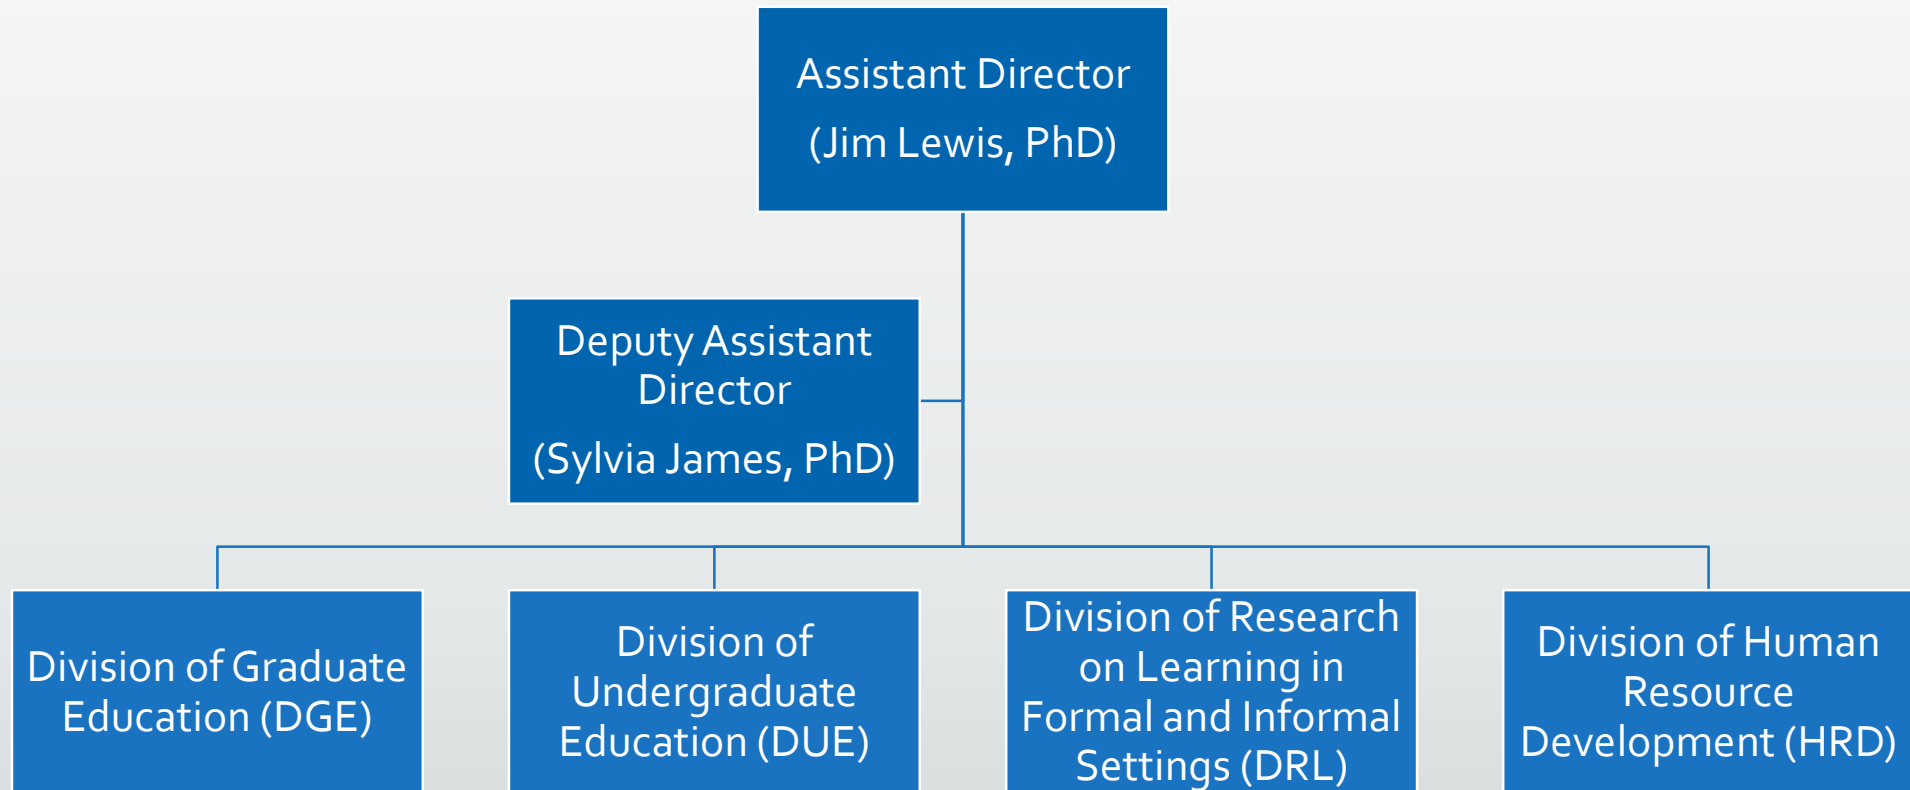 Assistant Director
(Jim Lewis, PhD)
Deputy Assistant
Director
(Sylvia James, PhD)
Division of Graduate
Education (DGE)
Division of
Undergraduate
Education (DUE)
Division of Research
on Learning in
Formal and Informal
Settings (DRL)
Division of Human
Resource
Development (HRD)